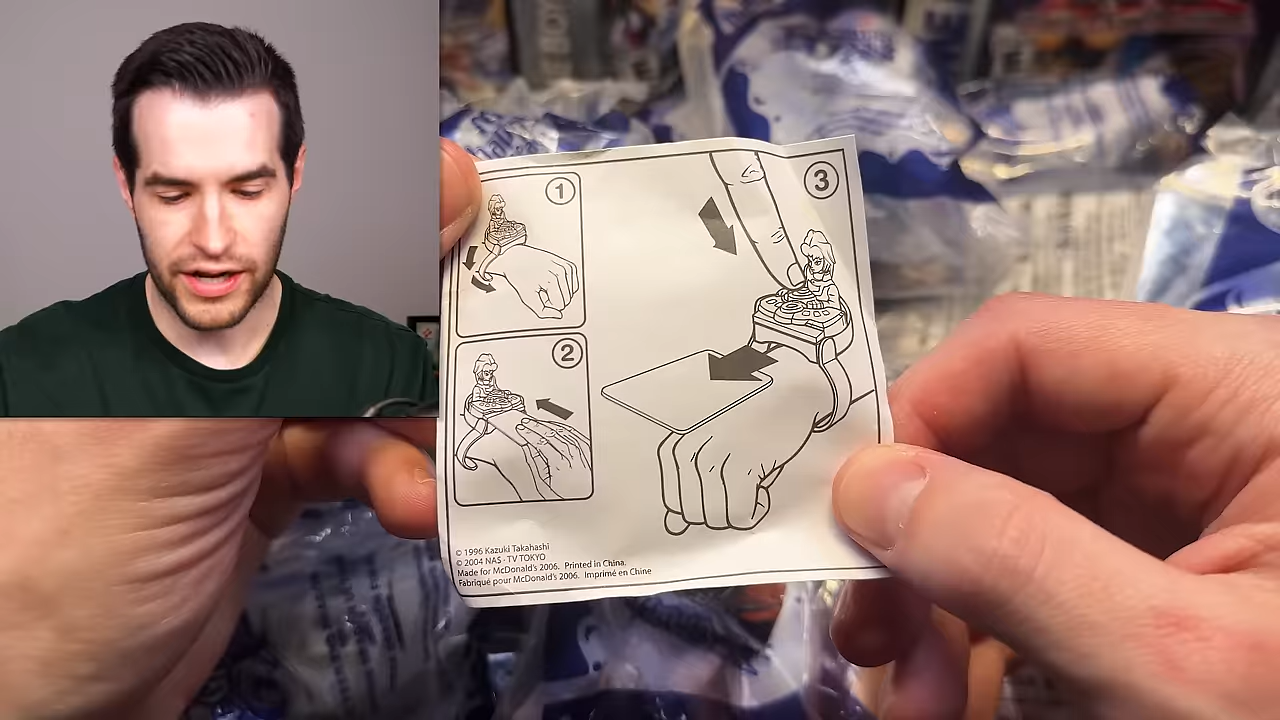 1
2
3
© 1996 Kazuki Takahashi
© 2004 NAS · TV TOKYO
Made for McDonald's 2006. Printed in China.
Fabriqué pour McDonald's 2006. Imprimé en Chine